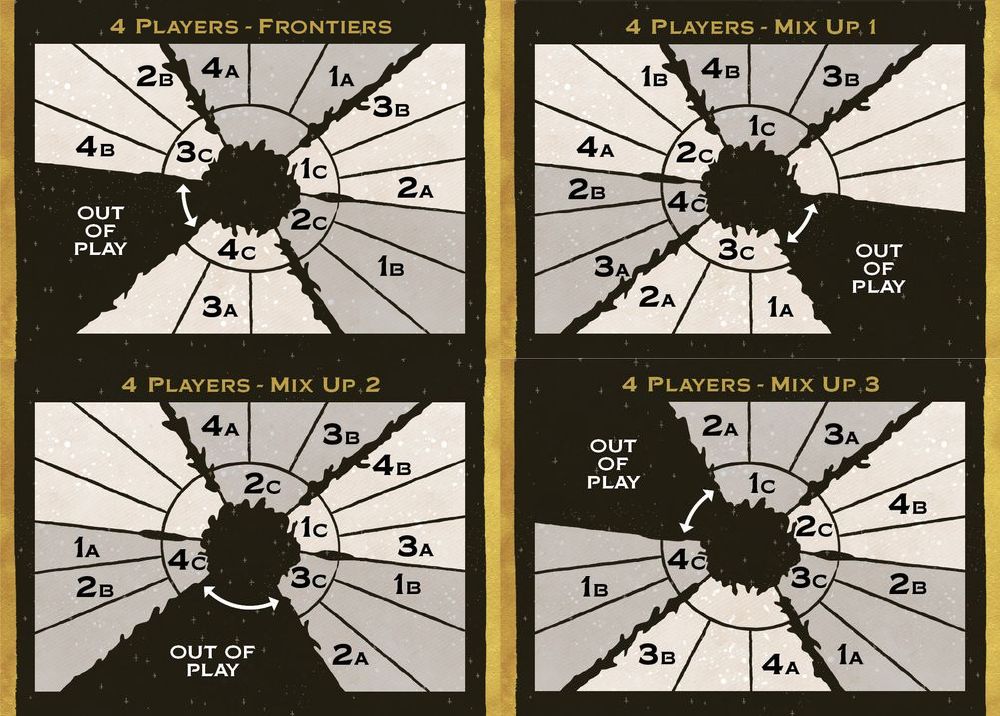 4 Players - Frontiers
2B
4A
1A
3B
4B
3C
1C
2A
2C
OUT
OF
PLAY
4C
1B
3A
4 Players - Mix Up 1
1B
4B
3B
1C
4A
2C
2B
4C
3C
OUT
OF
PLAY
3A
2A
1A
4 Players - Mix Up 2
4A
3B
4B
2C
1C
1A
4C
3A
3C
2B
1B
OUT OF
PLAY
2A
4 Players - Mix Up 3
OUT
OF
PLAY
2A
3A
1C
4B
2C
4C
3C
1B
2B
3B
4A
1A